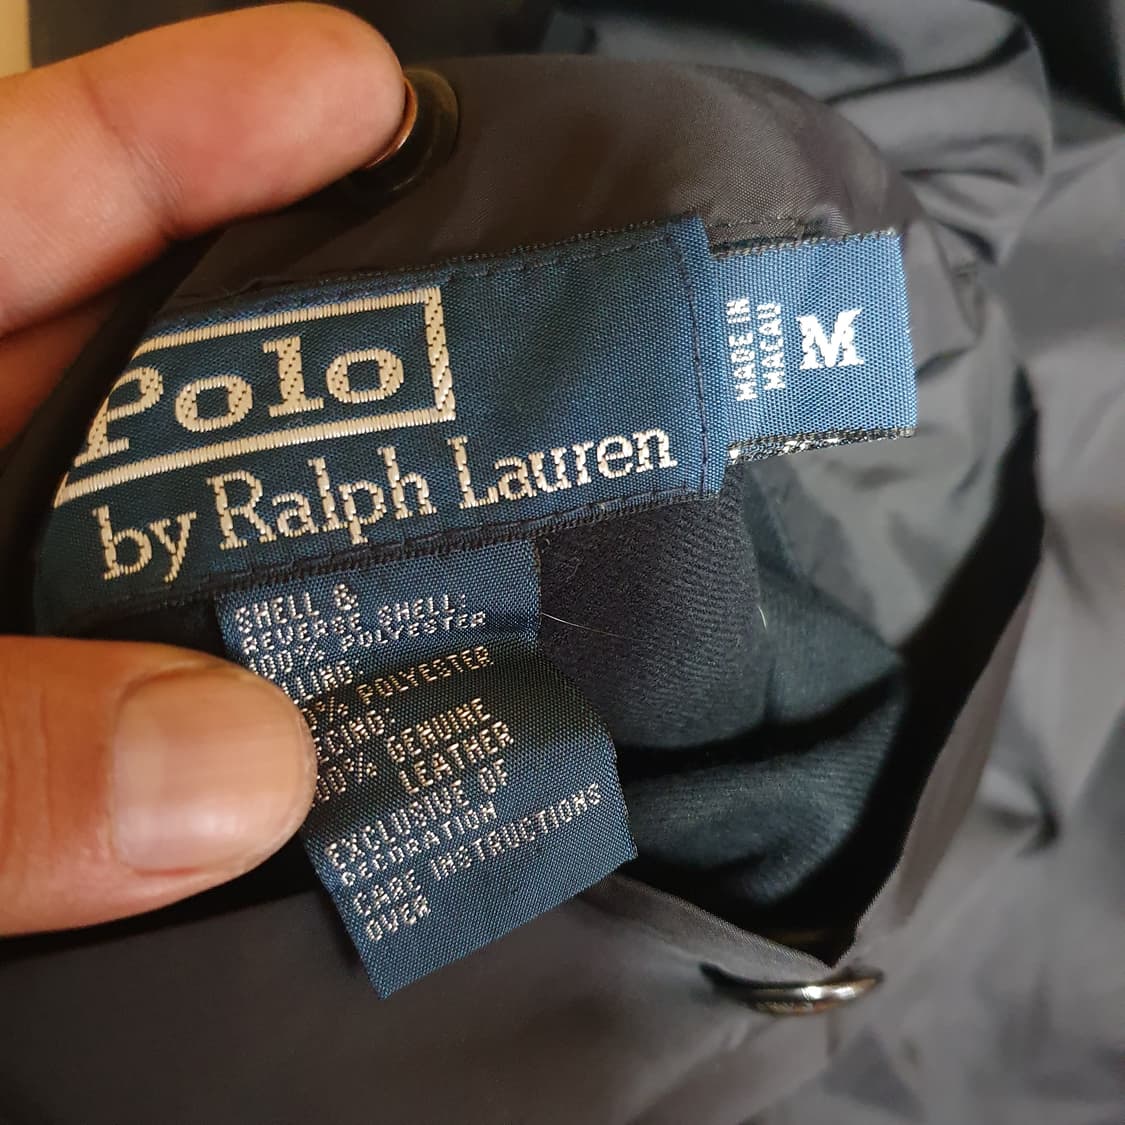 Polo
by Ralph Lauren
MADE IN
MACAU
M
SHELL &
REVERSE SHELL:
100% POLYESTER
POLYESTER
100% GENUINE
LEATHER
EXCLUSIVE OF
DECORATION
CARE INSTRUCTIONS
OVER